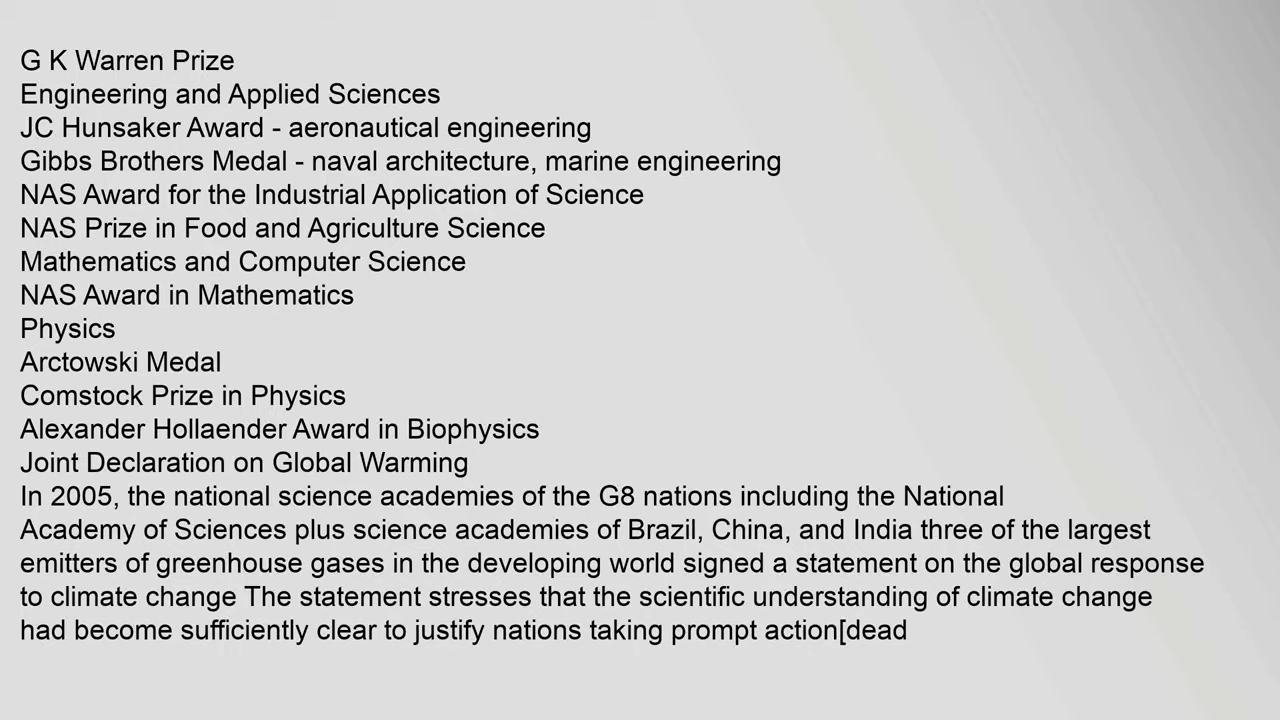 G K Warren Prize
Engineering and Applied Sciences
JC Hunsaker Award - aeronautical engineering
Gibbs Brothers Medal - naval architecture, marine engineering
NAS Award for the Industrial Application of Science
NAS Prize in Food and Agriculture Science
Mathematics and Computer Science
NAS Award in Mathematics
Physics
Arctowski Medal
Comstock Prize in Physics
Alexander Hollaender Award in Biophysics
Joint Declaration on Global Warming
In 2005, the national science academies of the G8 nations including the National
Academy of Sciences plus science academies of Brazil, China, and India three of the largest
emitters of greenhouse gases in the developing world signed a statement on the global response
to climate change The statement stresses that the scientific understanding of climate change
had become sufficiently clear to justify nations taking prompt action[dead